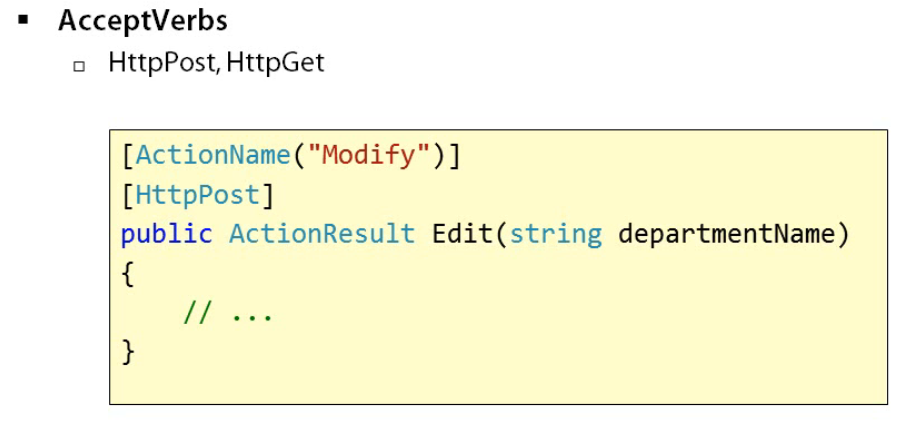 ▪ AcceptVerbs
▫ HttpPost, HttpGet
[ActionName("Modify")]
[HttpPost]
public ActionResult Edit(string departmentName)
{
    // ...
}